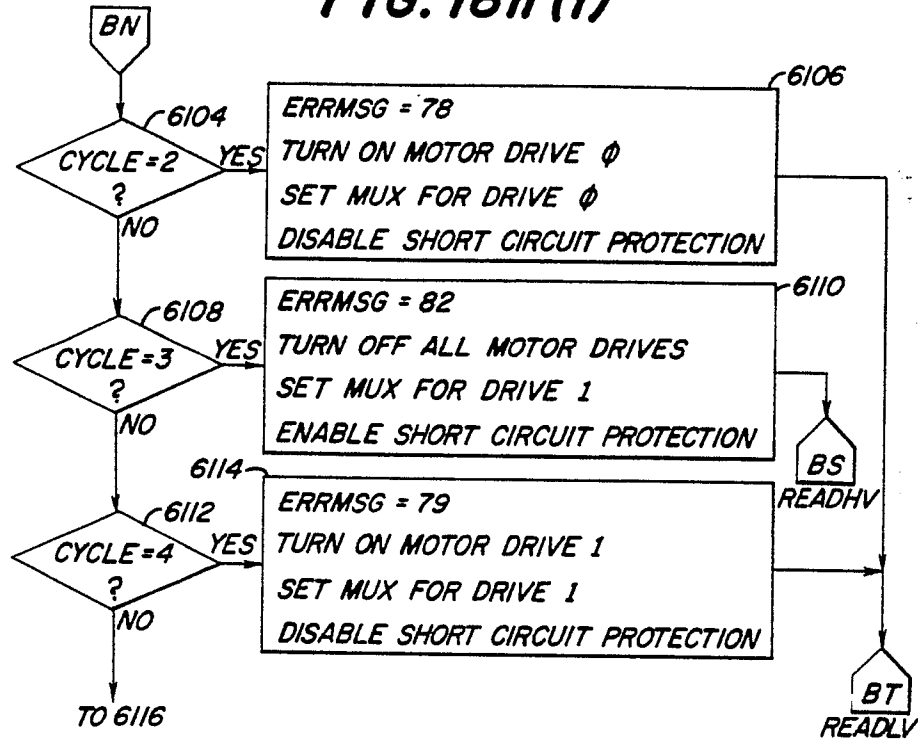 BN
6104
CYCLE=2
?
YES
NO
6106
ERRMSG = 78
TURN ON MOTOR DRIVE ϕ
SET MUX FOR DRIVE ϕ
DISABLE SHORT CIRCUIT PROTECTION
6108
CYCLE=3
?
YES
NO
6110
ERRMSG = 82
TURN OFF ALL MOTOR DRIVES
SET MUX FOR DRIVE 1
ENABLE SHORT CIRCUIT PROTECTION
BS
READHV
6112
CYCLE=4
?
YES
NO
6114
ERRMSG = 79
TURN ON MOTOR DRIVE 1
SET MUX FOR DRIVE 1
DISABLE SHORT CIRCUIT PROTECTION
BT
READLV
TO 6116